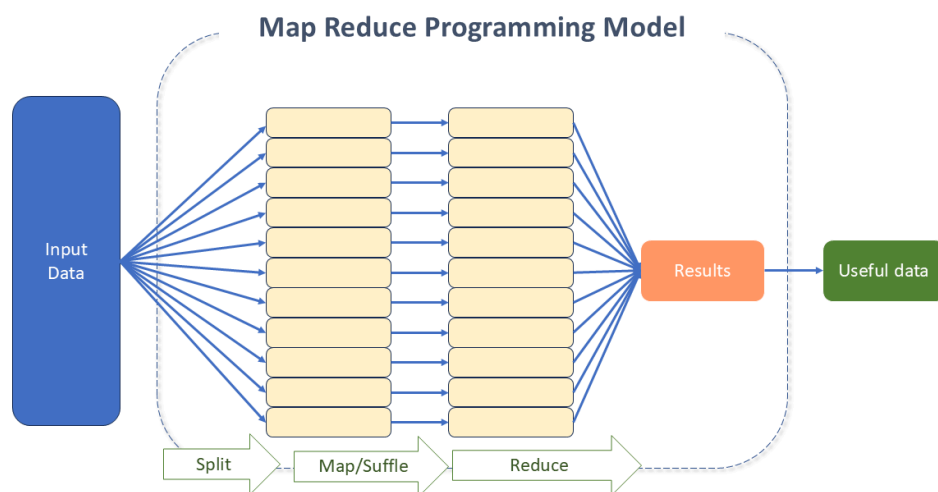 Map Reduce Programming Model
Input
Data
Results
Useful data
Split
Map/Suffle
Reduce